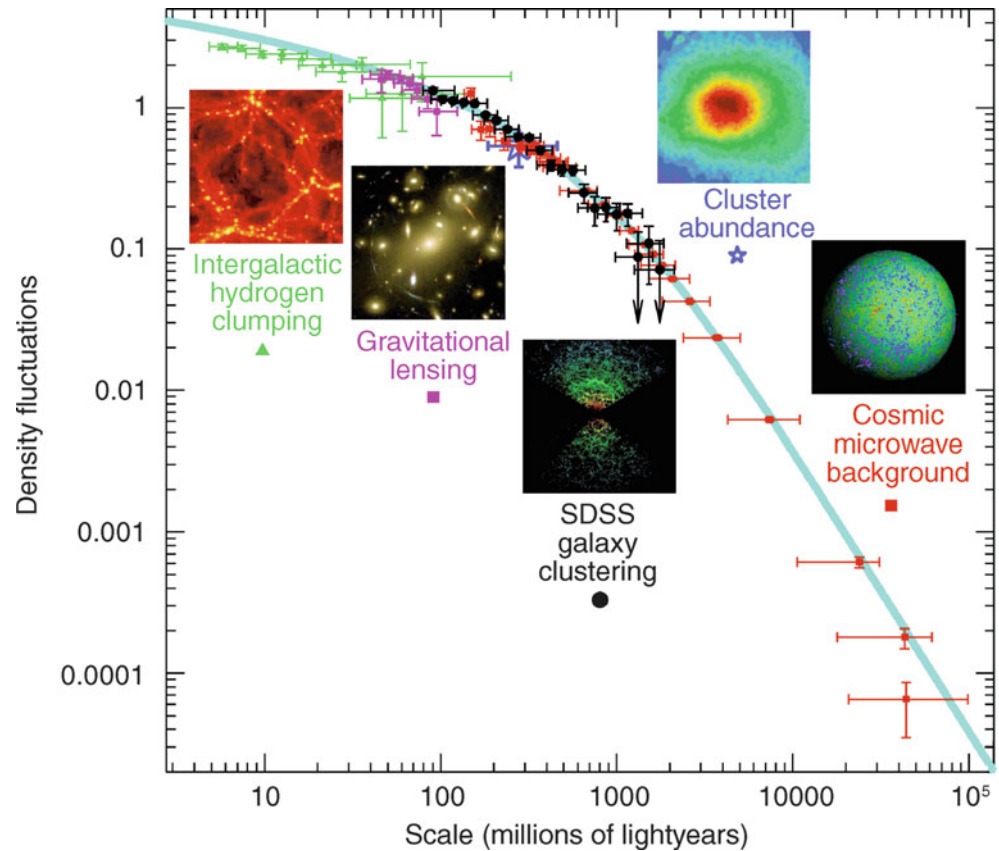 Density fluctuations
1
0.1
0.01
0.001
0.0001
Intergalactic
hydrogen
clumping
Gravitational
lensing
SDSS
galaxy
clustering
Cluster
abundance
Cosmic
microwave
background
10
100
1000
10000
10⁵
Scale (millions of lightyears)